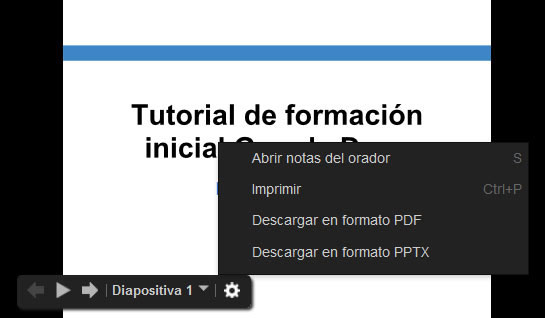 Tutorial de formación
inicial
Abrir notas del orador S
Imprimir Ctrl+P
Descargar en formato PDF
Descargar en formato PPTX
Diapositiva 1